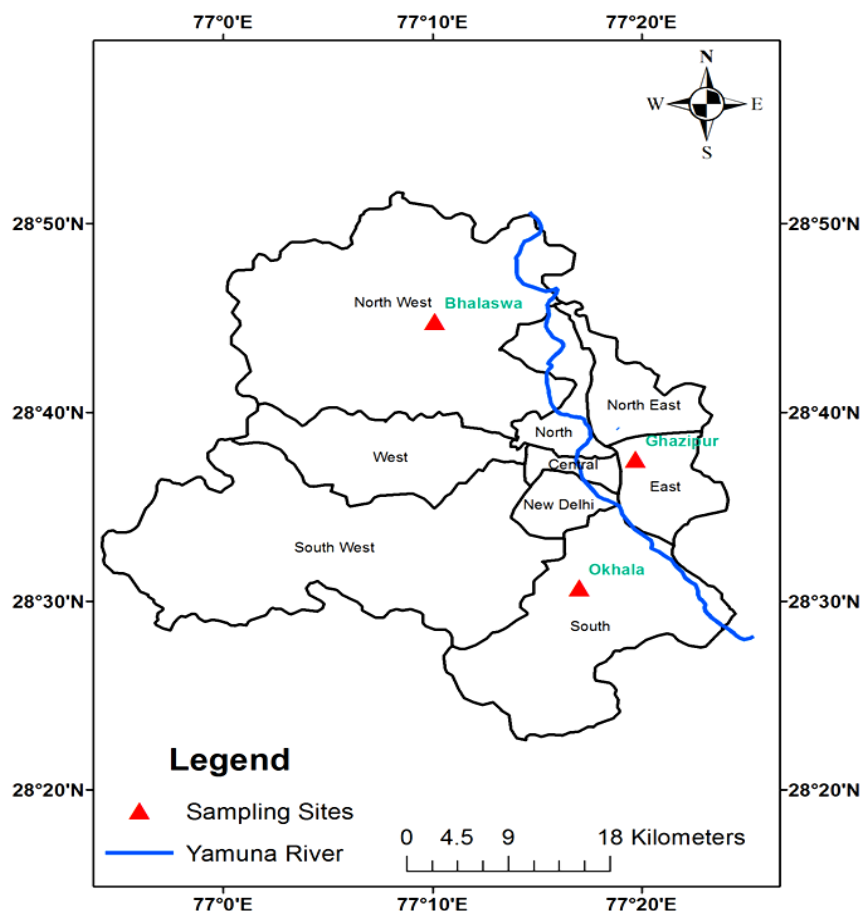 77°0'E 77°10'E 77°20'E
N
W E
S
28°50'N 28°50'N
North West Bhalaswa
28°40'N 28°40'N
North East
North
Ghazipur
West
Central
East
New Delhi
South West
Okhala
28°30'N 28°30'N
South
Legend
28°20'N 28°20'N
Sampling Sites
0 4.5 9 18 Kilometers
Yamuna River
77°0'E 77°10'E 77°20'E